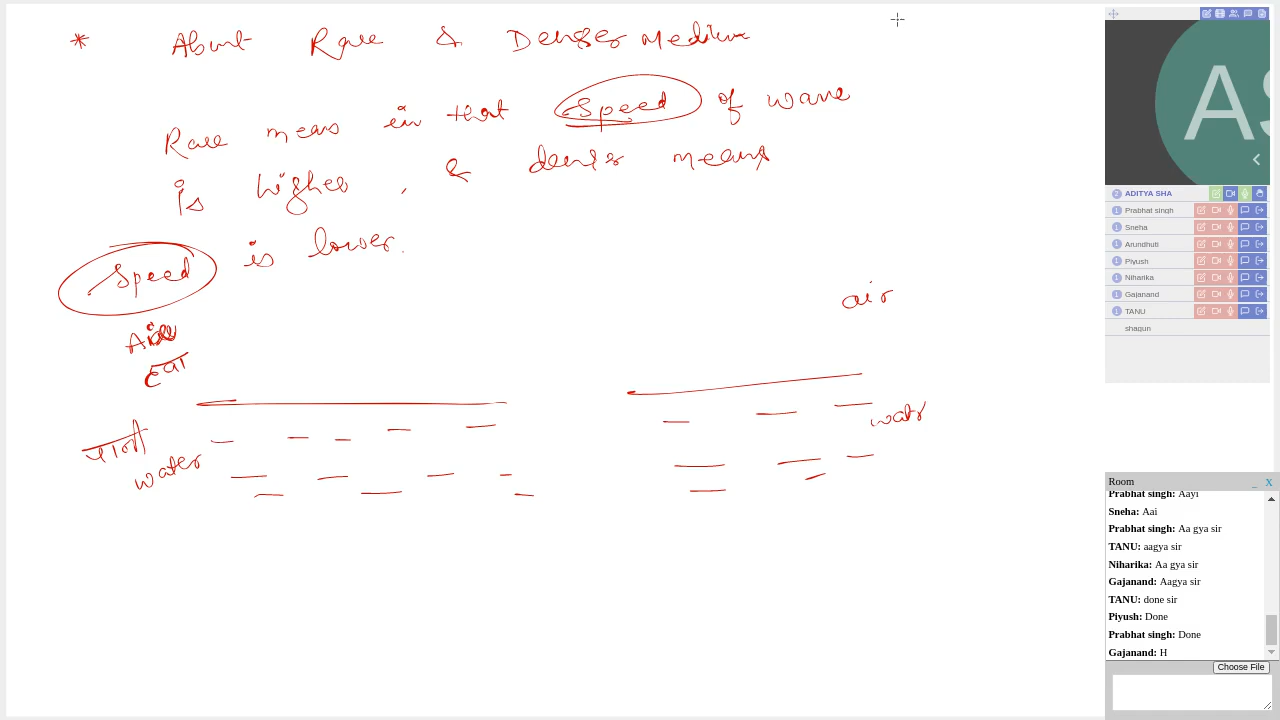 * About Rare & Denser Medium
Rare means in that speed of wave
is higher, & denser means
speed is lower.
air
Air
water
water
AS
ADITYA SHA
Prabhat singh
Sneha
Arundhuti
Piyush
Niharika
Gajanand
TANU
shagun
Room _ X
Prabhat singh: Aayi
Sneha: Aai
Prabhat singh: Aa gya sir
TANU: aagya sir
Niharika: Aa gya sir
Gajanand: Aagya sir
TANU: done sir
Piyush: Done
Prabhat singh: Done
Gajanand: H
Choose File